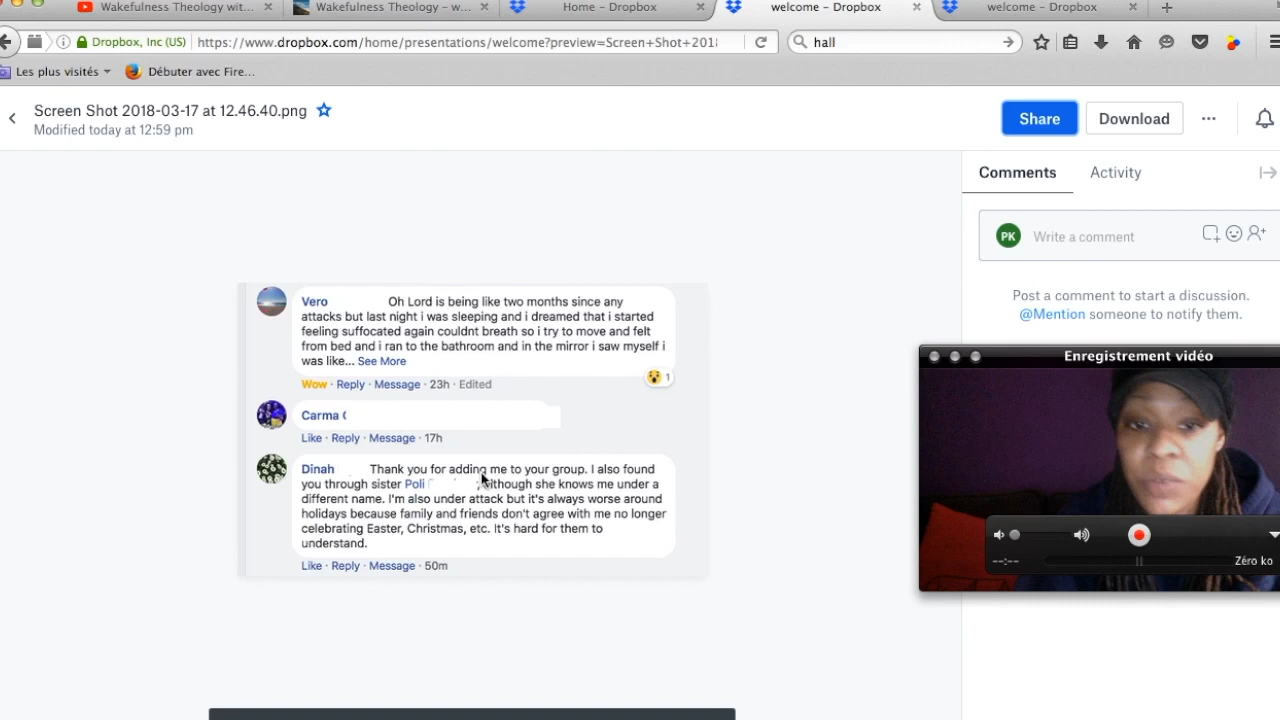 Wakefulness Theology wit...
Wakefulness Theology - w...
Home - Dropbox
welcome - Dropbox
welcome - Dropbox
Dropbox, Inc (US)
https://www.dropbox.com/home/presentations/welcome?preview=Screen+Shot+201
hall
Les plus visités
Débuter avec Fire...
Screen Shot 2018-03-17 at 12.46.40.png
Modified today at 12:59 pm
Share
Download
Comments
Activity
PK
Write a comment
Post a comment to start a discussion.
@Mention someone to notify them.
Vero Oh Lord is being like two months since any
attacks but last night i was sleeping and i dreamed that i started
feeling suffocated again couldnt breath so i try to move and felt
from bed and i ran to the bathroom and in the mirror i saw myself i
was like... See More
Wow · Reply · Message · 23h · Edited
1
Carma
Like · Reply · Message · 17h
Dinah Thank you for adding me to your group. I also found
you through sister Poli although she knows me under a
different name. I'm also under attack but it's always worse around
holidays because family and friends don't agree with me no longer
celebrating Easter, Christmas, etc. It's hard for them to
understand.
Like · Reply · Message · 50m
Enregistrement vidéo
--:--
Zéro ko